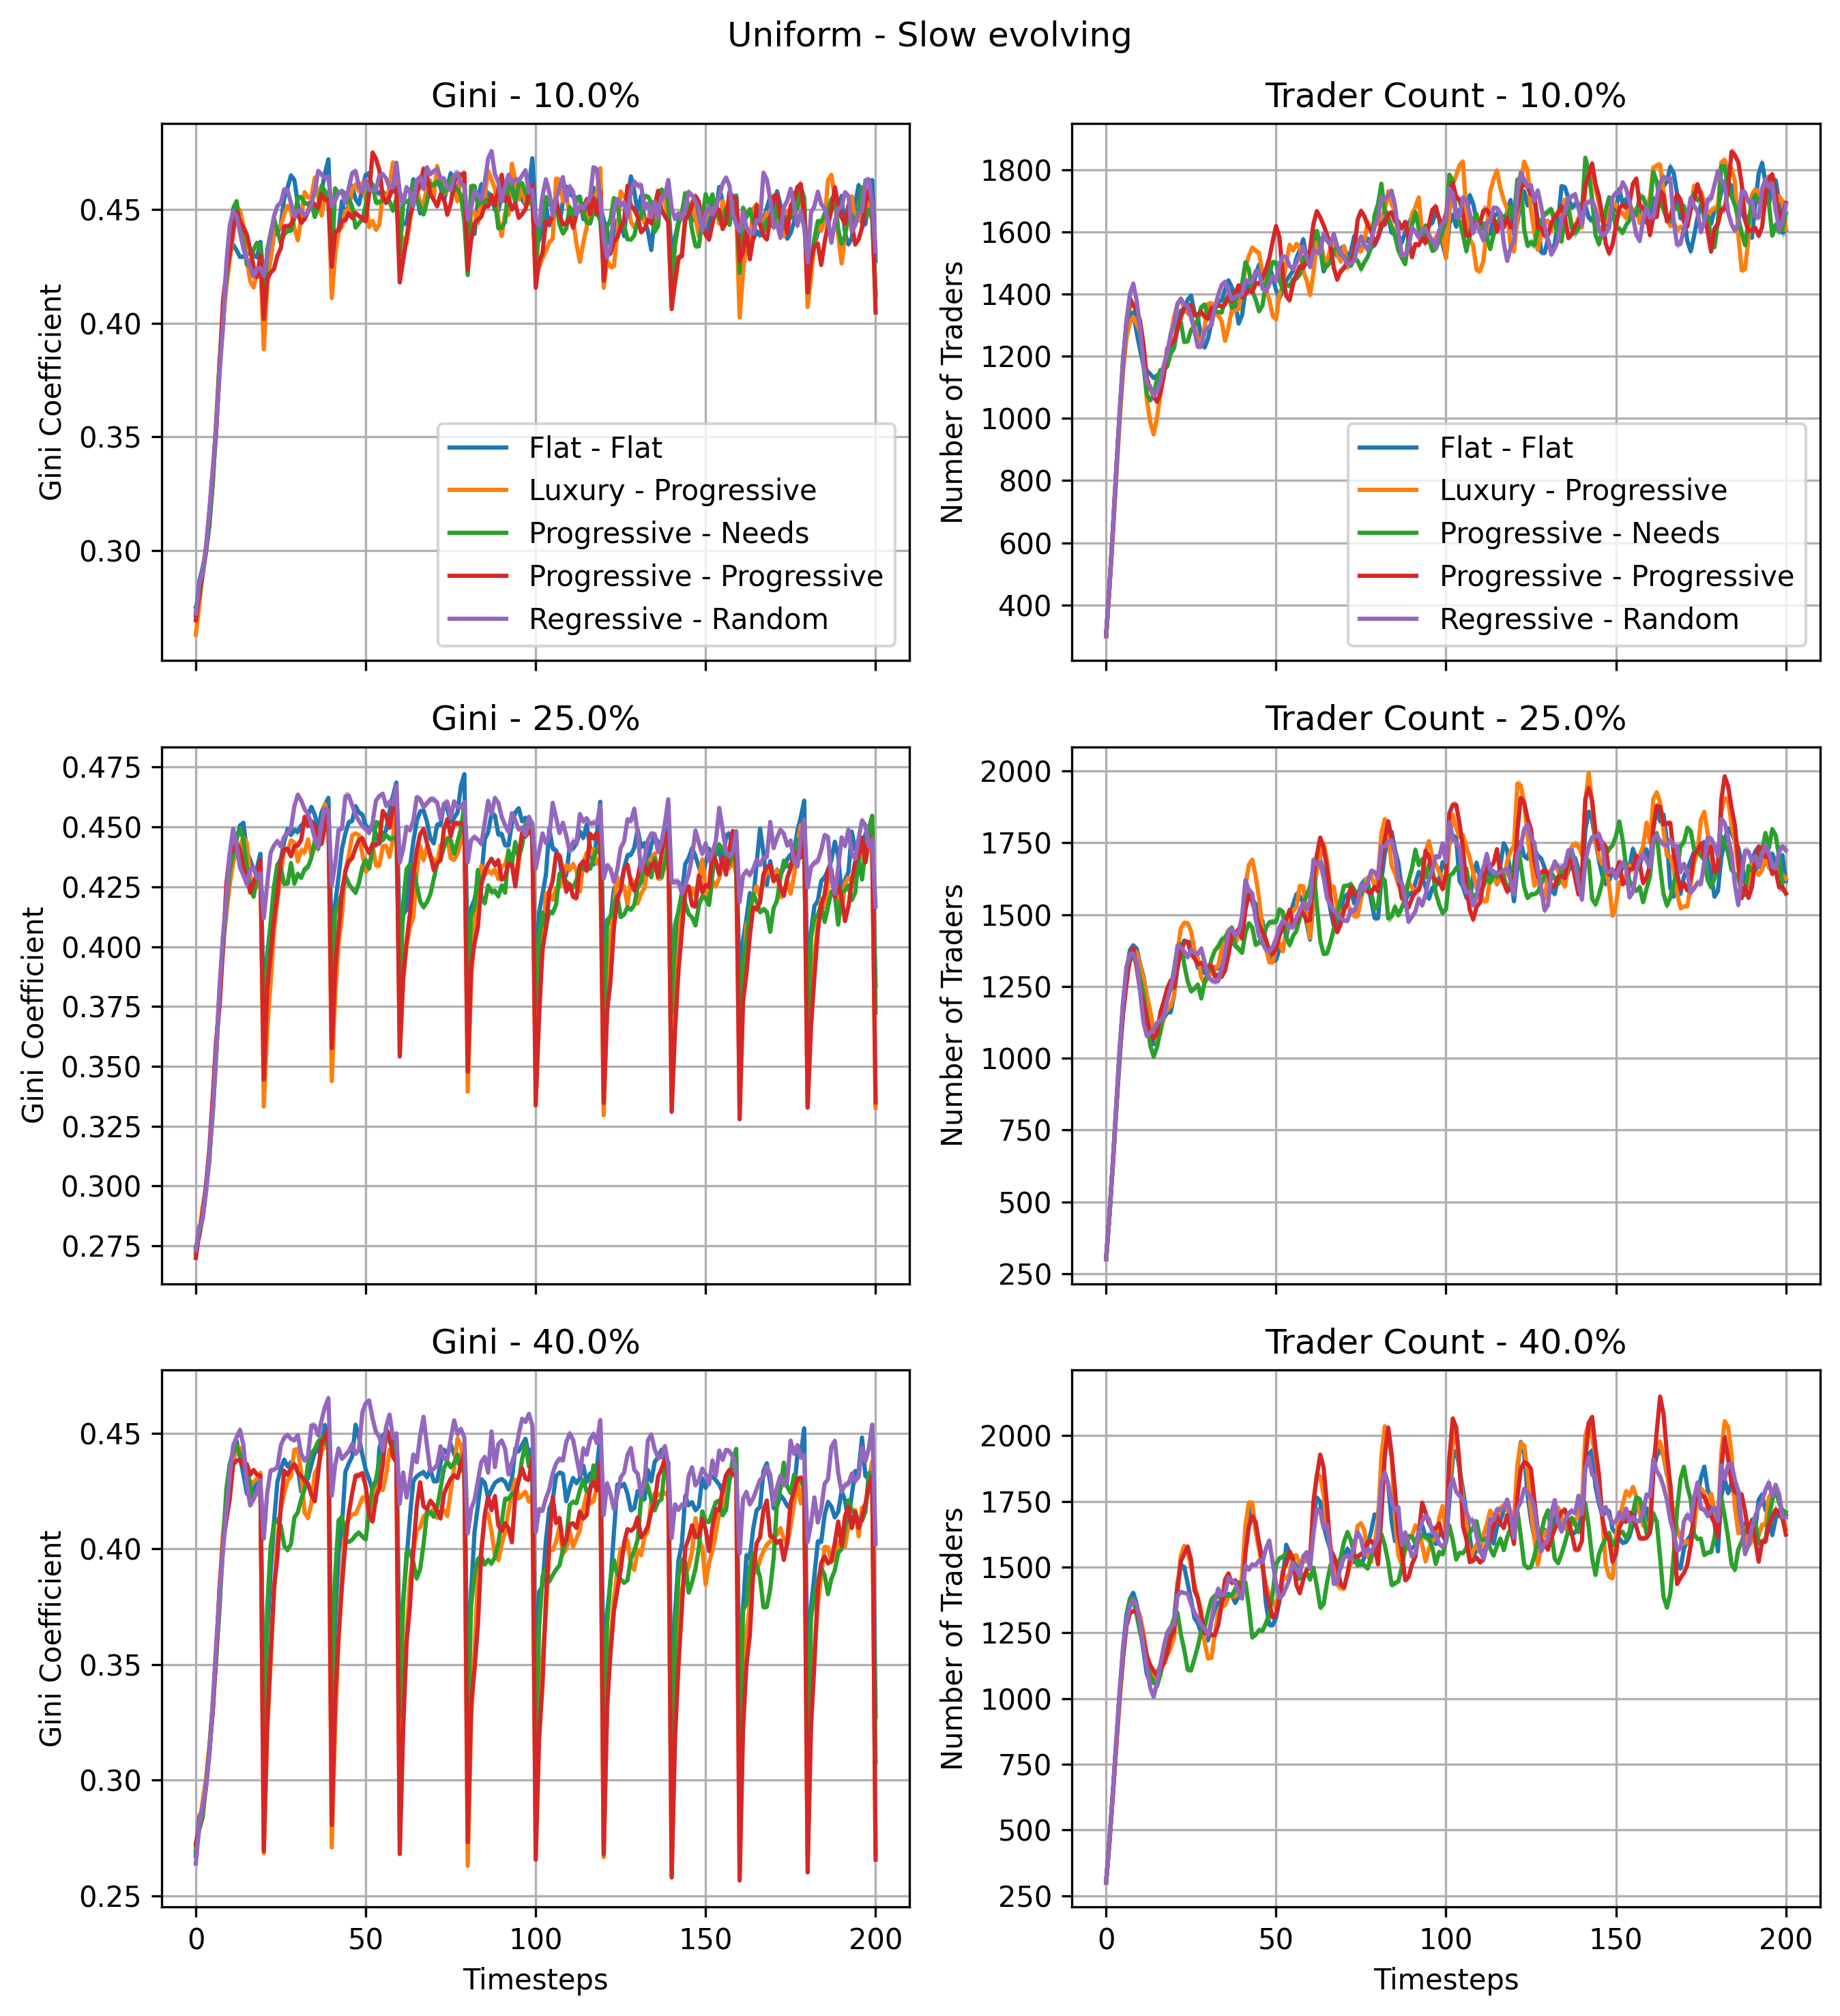 Uniform - Slow evolving
Gini - 10.0%
Gini Coefficient
0.45
0.40
0.35
0.30
Flat - Flat
Luxury - Progressive
Progressive - Needs
Progressive - Progressive
Regressive - Random
Trader Count - 10.0%
Number of Traders
1800
1600
1400
1200
1000
800
600
400
Flat - Flat
Luxury - Progressive
Progressive - Needs
Progressive - Progressive
Regressive - Random
Gini - 25.0%
Gini Coefficient
0.475
0.450
0.425
0.400
0.375
0.350
0.325
0.300
0.275
Trader Count - 25.0%
Number of Traders
2000
1750
1500
1250
1000
750
500
250
Gini - 40.0%
Gini Coefficient
0.45
0.40
0.35
0.30
0.25
0 50 100 150 200
Timesteps
Trader Count - 40.0%
Number of Traders
2000
1750
1500
1250
1000
750
500
250
0 50 100 150 200
Timesteps